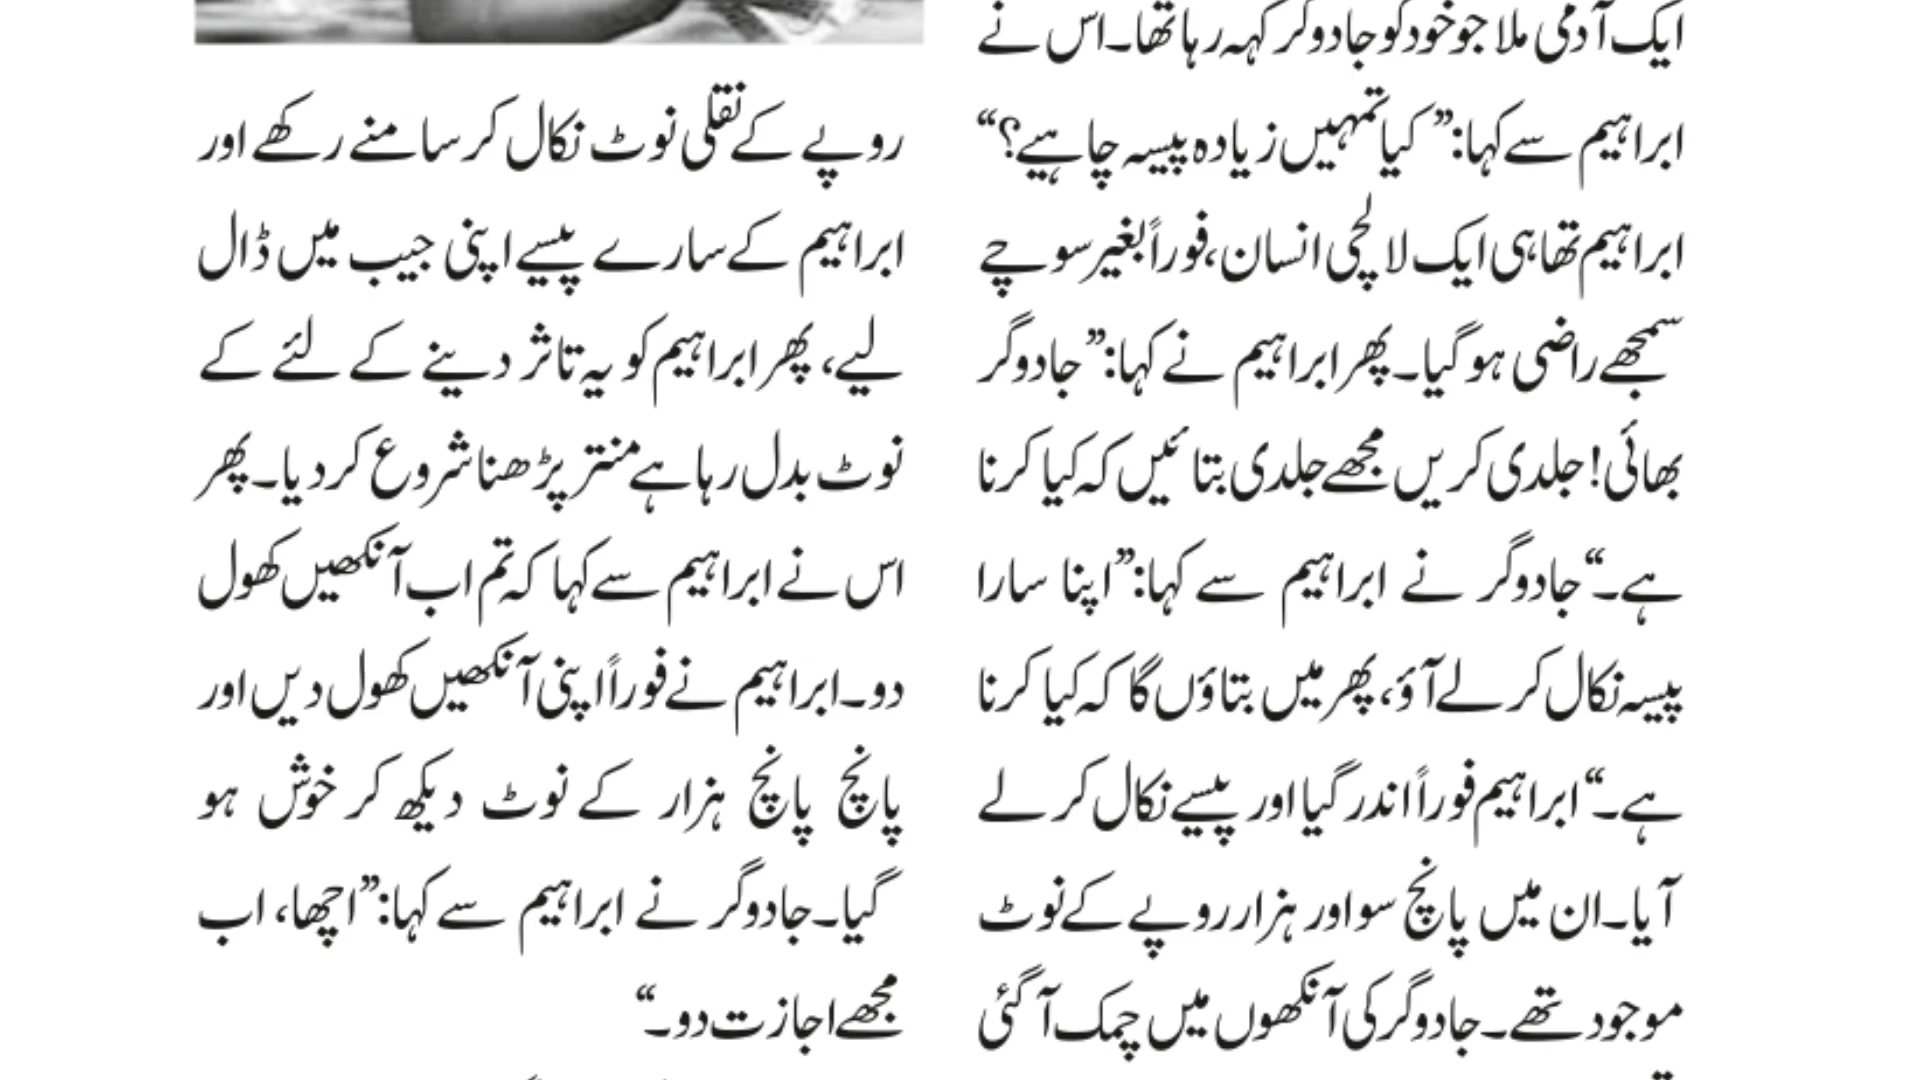 ایک آدمی ملا جو خود کو جادوگر کہہ رہا تھا۔ اس نے
ابراہیم سے کہا: ”کیا تمہیں زیادہ پیسہ چاہیے؟“
ابراہیم تھا ہی ایک لالچی انسان، فوراً بغیر سوچے
سمجھے راضی ہو گیا۔ پھر ابراہیم نے کہا: ”جادوگر
بھائی! جلدی کریں مجھے جلدی بتائیں کہ کیا کرنا
ہے۔“ جادوگر نے ابراہیم سے کہا: ”اپنا سارا
پیسہ نکال کر لے آؤ، پھر میں بتاؤں گا کہ کیا کرنا
ہے۔“ ابراہیم فوراً اندر گیا اور پیسے نکال کر لے
آیا۔ ان میں پانچ سو اور ہزار روپے کے نوٹ
موجود تھے۔ جادوگر کی آنکھوں میں چمک آ گئی
روپے کے نقلی نوٹ نکال کر سامنے رکھے اور
ابراہیم کے سارے پیسے اپنی جیب میں ڈال
لیے، پھر ابراہیم کو یہ تاثر دینے کے لئے کے
نوٹ بدل رہا ہے منتر پڑھنا شروع کر دیا۔ پھر
اس نے ابراہیم سے کہا کہ تم اب آنکھیں کھول
دو۔ ابراہیم نے فوراً اپنی آنکھیں کھول دیں اور
پانچ پانچ ہزار کے نوٹ دیکھ کر خوش ہو
گیا۔ جادوگر نے ابراہیم سے کہا: ”اچھا، اب
مجھے اجازت دو۔“